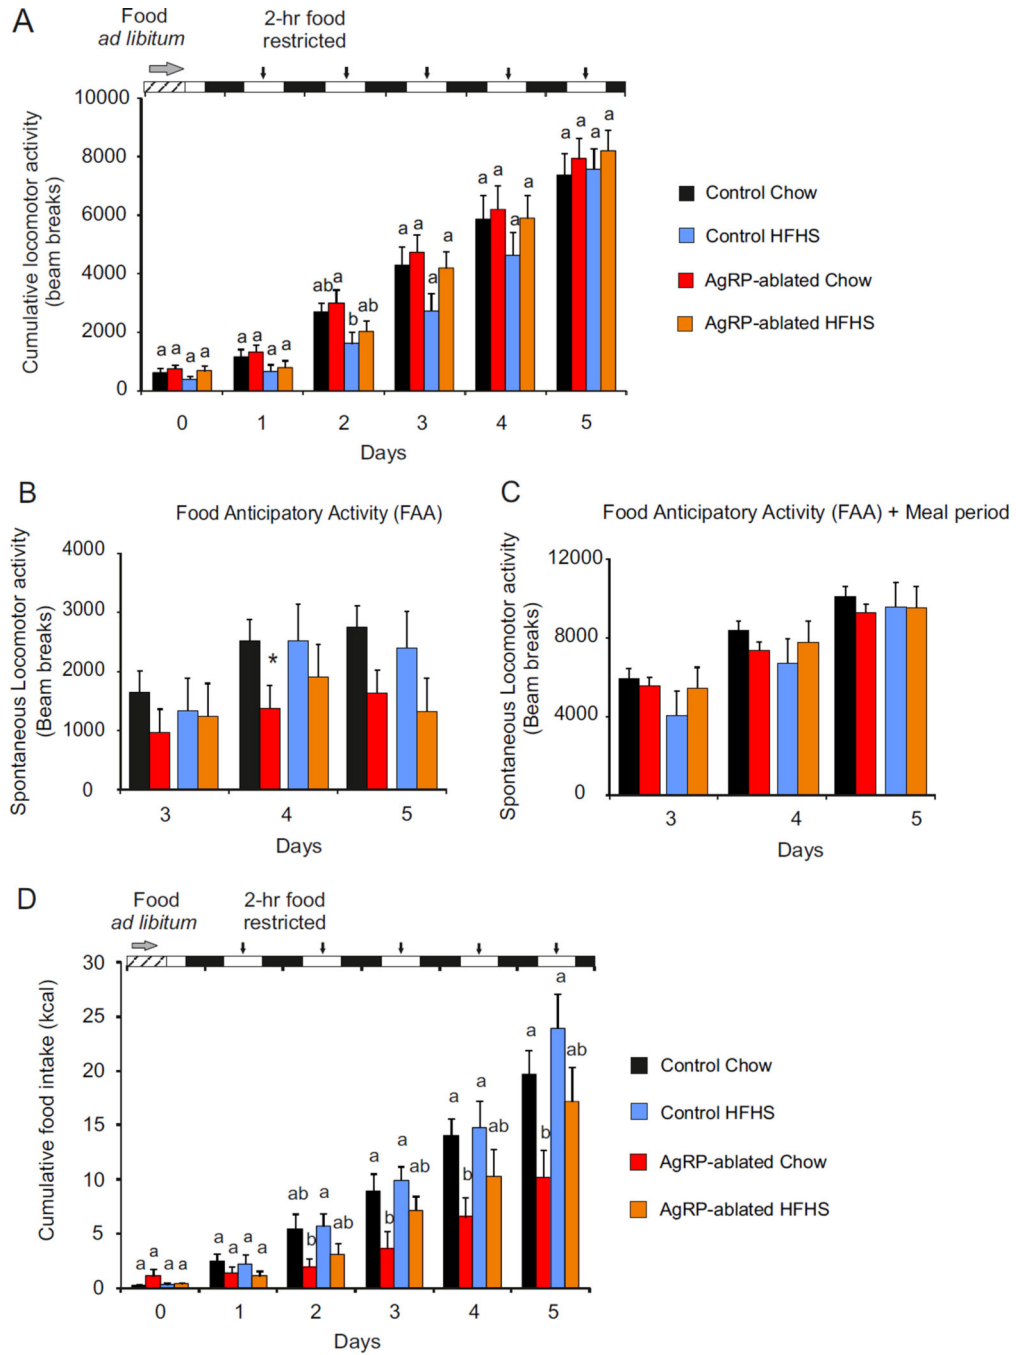 A
Food
ad libitum
2-hr food
restricted
Cumulative locomotor activity
(beam breaks)
10000
8000
6000
4000
2000
0
a a a a
a a a a
ab a b ab
a a a a
a a a a
a a a a
0 1 2 3 4 5
Days
Control Chow
Control HFHS
AgRP-ablated Chow
AgRP-ablated HFHS
B
Food Anticipatory Activity (FAA)
Spontaneous Locomotor activity
(Beam breaks)
4000
3000
2000
1000
0
*
3 4 5
Days
C
Food Anticipatory Activity (FAA) + Meal period
Spontaneous Locomotor activity
(Beam breaks)
12000
8000
4000
0
3 4 5
Days
D
Food
ad libitum
2-hr food
restricted
Cumulative food intake (kcal)
30
25
20
15
10
5
0
a a a a
a a a a
ab b a ab
a b a ab
a b a ab
a b a ab
0 1 2 3 4 5
Days
Control Chow
Control HFHS
AgRP-ablated Chow
AgRP-ablated HFHS